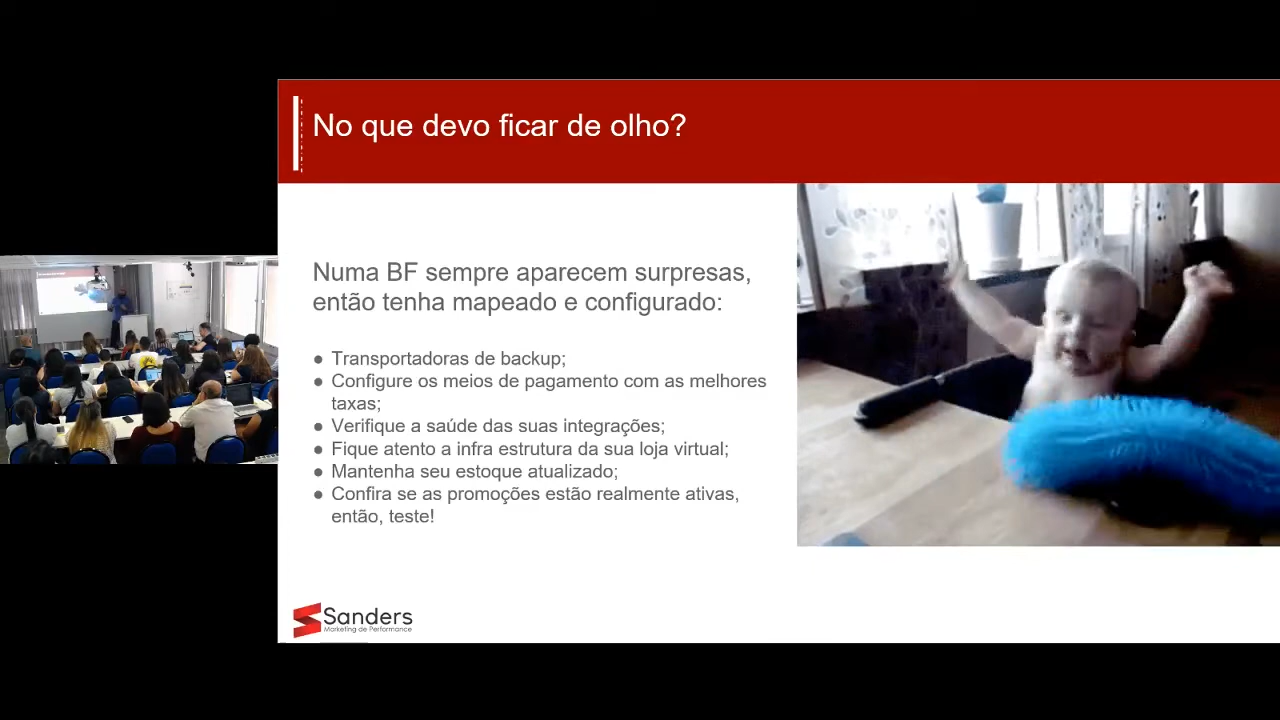 No que devo ficar de olho?
Numa BF sempre aparecem surpresas,
então tenha mapeado e configurado:
● Transportadoras de backup;
● Configure os meios de pagamento com as melhores
taxas;
● Verifique a saúde das suas integrações;
● Fique atento a infra estrutura da sua loja virtual;
● Mantenha seu estoque atualizado;
● Confira se as promoções estão realmente ativas,
então, teste!
Sanders
Marketing de Performance